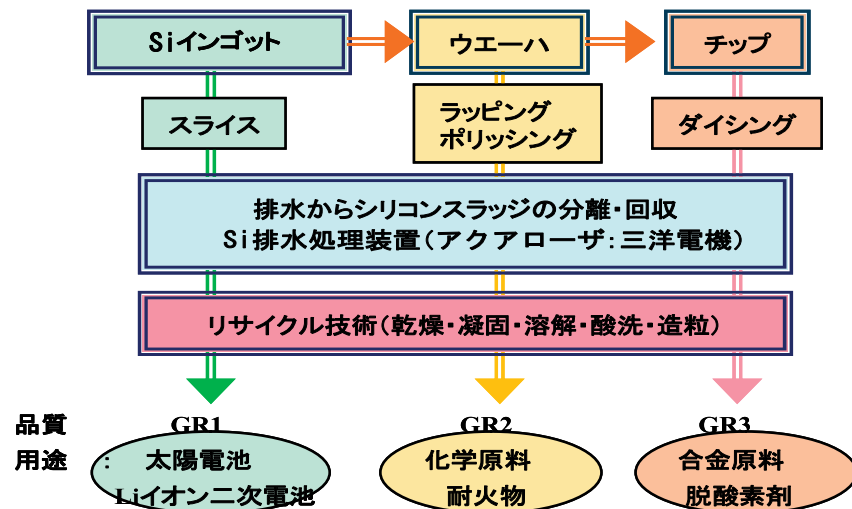 Siインゴット
ウエーハ
チップ
スライス
ラッピング
ポリッシング
ダイシング
排水からシリコンスラッジの分離・回収
Si排水処理装置（アクアローザ：三洋電機）
リサイクル技術（乾燥・凝固・溶解・酸洗・造粒）
品質 GR1 GR2 GR3
用途 : 太陽電池 化学原料 合金原料
Liイオン二次電池 耐火物 脱酸素剤